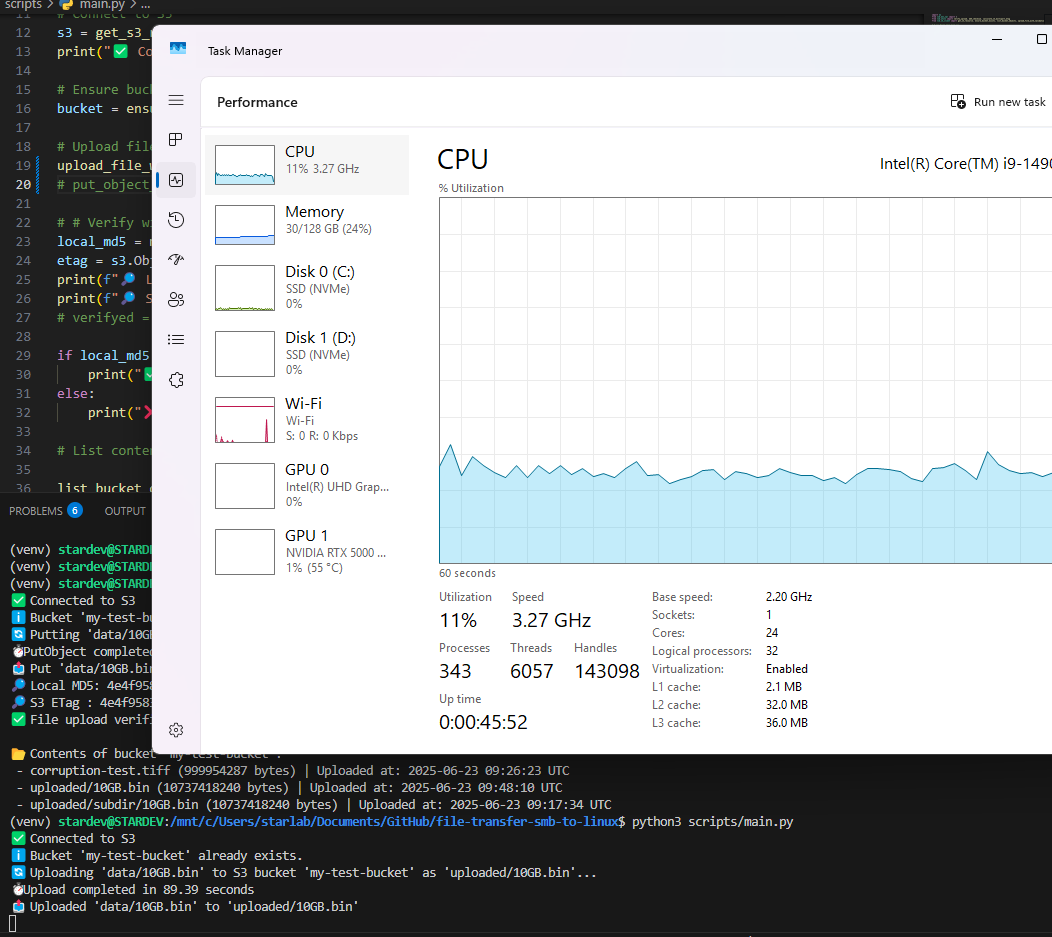 scripts > main.py > ...
11 # Connect to S3
12 s3 = get_s3_
13 print("✅ Co
14
15 # Ensure buc
16 bucket = ensu
17
18 # Upload file
19 upload_file_w
20 # put_object_
21
22 # # Verify wi
23 local_md5 = m
24 etag = s3.Obj
25 print(f"🔎 L
26 print(f"🔎 S
27 # verifyed =
28
29 if local_md5
30 print("✅
31 else:
32 print("❌
33
34 # List conten
35
36 list_bucket_c
PROBLEMS 6 OUTPUT
(venv) stardev@STARDE
(venv) stardev@STARDE
(venv) stardev@STARDE
✅ Connected to S3
ℹ️ Bucket 'my-test-bu
🔄 Putting 'data/10GB
⏱️PutObject completed
📤 Put 'data/10GB.bin
🔎 Local MD5: 4e4f958
🔎 S3 ETag : 4e4f958
✅ File upload verifi
📂 Contents of bucket 'my-test-bucket':
- corruption-test.tiff (999954287 bytes) | Uploaded at: 2025-06-23 09:26:23 UTC
- uploaded/10GB.bin (10737418240 bytes) | Uploaded at: 2025-06-23 09:48:10 UTC
- uploaded/subdir/10GB.bin (10737418240 bytes) | Uploaded at: 2025-06-23 09:17:34 UTC
(venv) stardev@STARDEV:/mnt/c/Users/starlab/Documents/GitHub/file-transfer-smb-to-linux$ python3 scripts/main.py
✅ Connected to S3
ℹ️ Bucket 'my-test-bucket' already exists.
🔄 Uploading 'data/10GB.bin' to S3 bucket 'my-test-bucket' as 'uploaded/10GB.bin'...
⏱️Upload completed in 89.39 seconds
📤 Uploaded 'data/10GB.bin' to 'uploaded/10GB.bin'
Task Manager
Performance
Run new task
CPU
11% 3.27 GHz
Memory
30/128 GB (24%)
Disk 0 (C:)
SSD (NVMe)
0%
Disk 1 (D:)
SSD (NVMe)
0%
Wi-Fi
Wi-Fi
S: 0 R: 0 Kbps
GPU 0
Intel(R) UHD Grap...
0%
GPU 1
NVIDIA RTX 5000 ...
1% (55 °C)
CPU
Intel(R) Core(TM) i9-1490
% Utilization
60 seconds
Utilization Speed
11% 3.27 GHz
Processes Threads Handles
343 6057 143098
Up time
0:00:45:52
Base speed: 2.20 GHz
Sockets: 1
Cores: 24
Logical processors: 32
Virtualization: Enabled
L1 cache: 2.1 MB
L2 cache: 32.0 MB
L3 cache: 36.0 MB